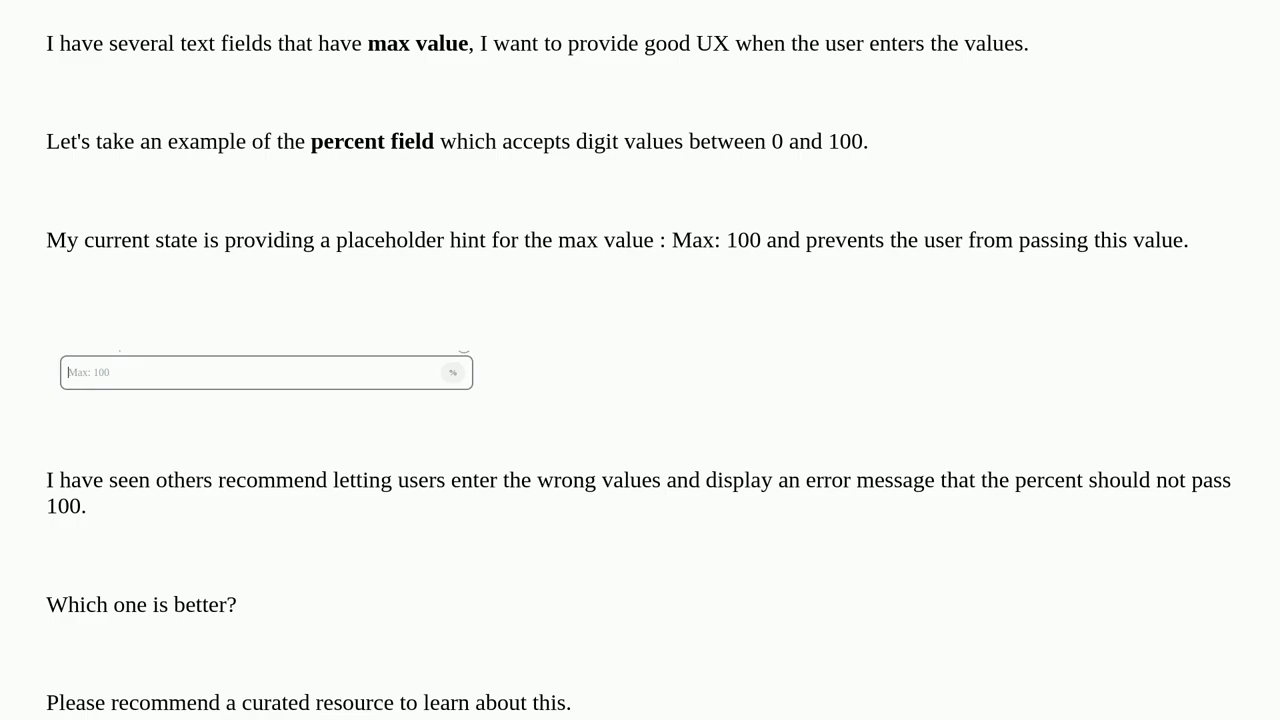 I have several text fields that have max value, I want to provide good UX when the user enters the values.
Let's take an example of the percent field which accepts digit values between 0 and 100.
My current state is providing a placeholder hint for the max value : Max: 100 and prevents the user from passing this value.
Max: 100 %
I have seen others recommend letting users enter the wrong values and display an error message that the percent should not pass
100.
Which one is better?
Please recommend a curated resource to learn about this.